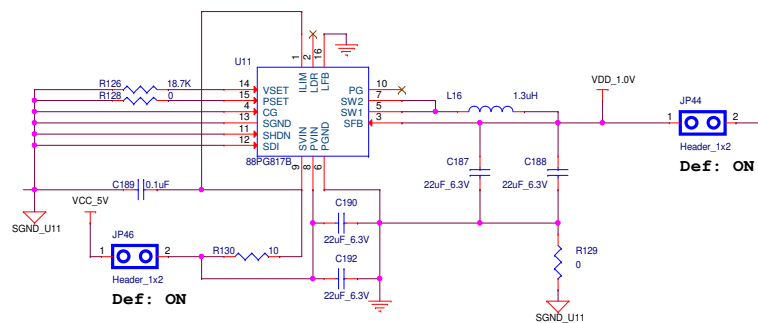 U11
1
2
16
ILIM
LDR
LFB
R126
18.7K
14
VSET
PG
10
R128
0
15
PSET
SW2
7
L16
1.3uH
VDD_1.0V
4
CG
SW1
5
13
SGND
SFB
3
11
SHDN
12
SDI
SVIN
PVIN
PGND
88PG817B
9
8
6
JP44
1
2
Header_1x2
Def: ON
C187
22uF_6.3V
C188
22uF_6.3V
C189
0.1uF
VCC_5V
SGND_U11
C190
22uF_6.3V
JP46
1
2
Header_1x2
Def: ON
R130
10
C192
22uF_6.3V
R129
0
SGND_U11